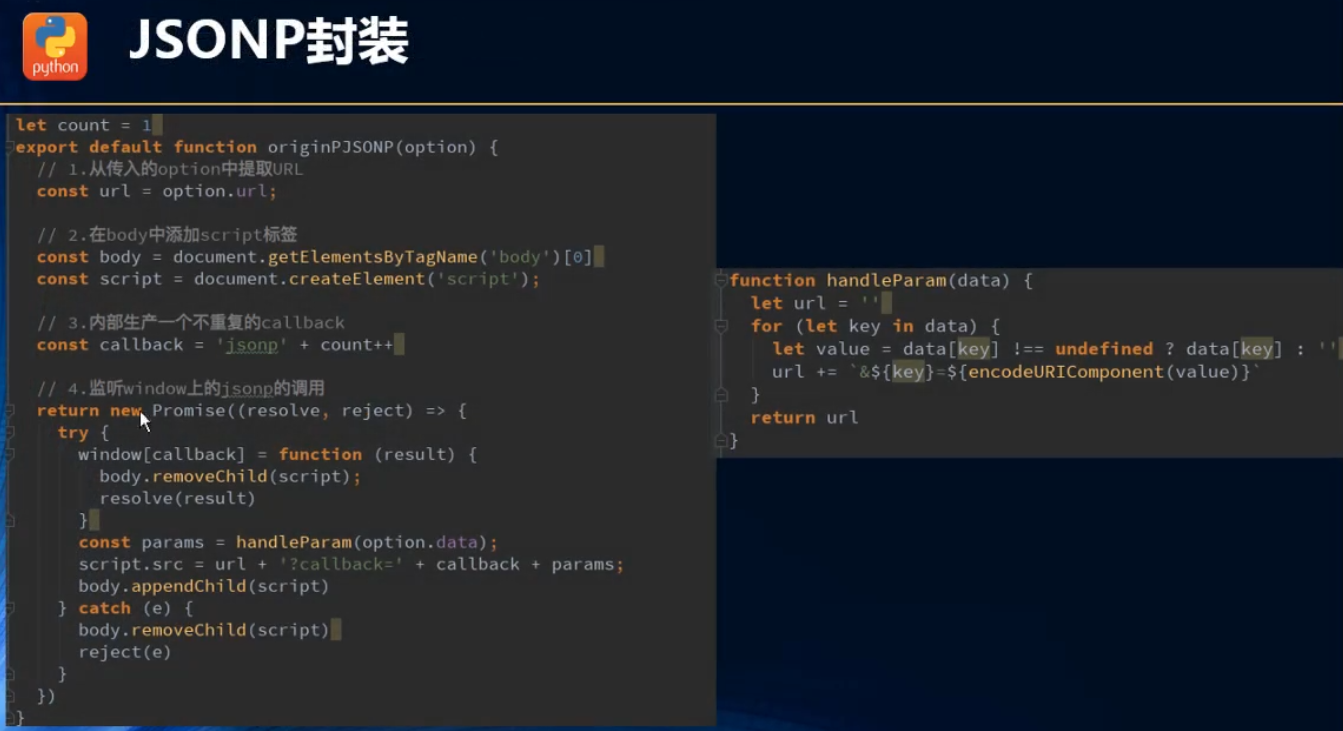 python
JSONP封装
let count = 1
export default function originPJSONP(option) {
// 1.从传入的option中提取URL
const url = option.url;
// 2.在body中添加script标签
const body = document.getElementsByTagName('body')[0]
const script = document.createElement('script');
// 3.内部生产一个不重复的callback
const callback = 'jsonp' + count++
// 4.监听window上的jsonp的调用
return new Promise((resolve, reject) => {
try {
window[callback] = function (result) {
body.removeChild(script);
resolve(result)
}
const params = handleParam(option.data);
script.src = url + '?callback=' + callback + params;
body.appendChild(script)
} catch (e) {
body.removeChild(script)
reject(e)
}
})
}
function handleParam(data) {
let url = ''
for (let key in data) {
let value = data[key] !== undefined ? data[key] : ''
url += `&${key}=${encodeURIComponent(value)}`
}
return url
}